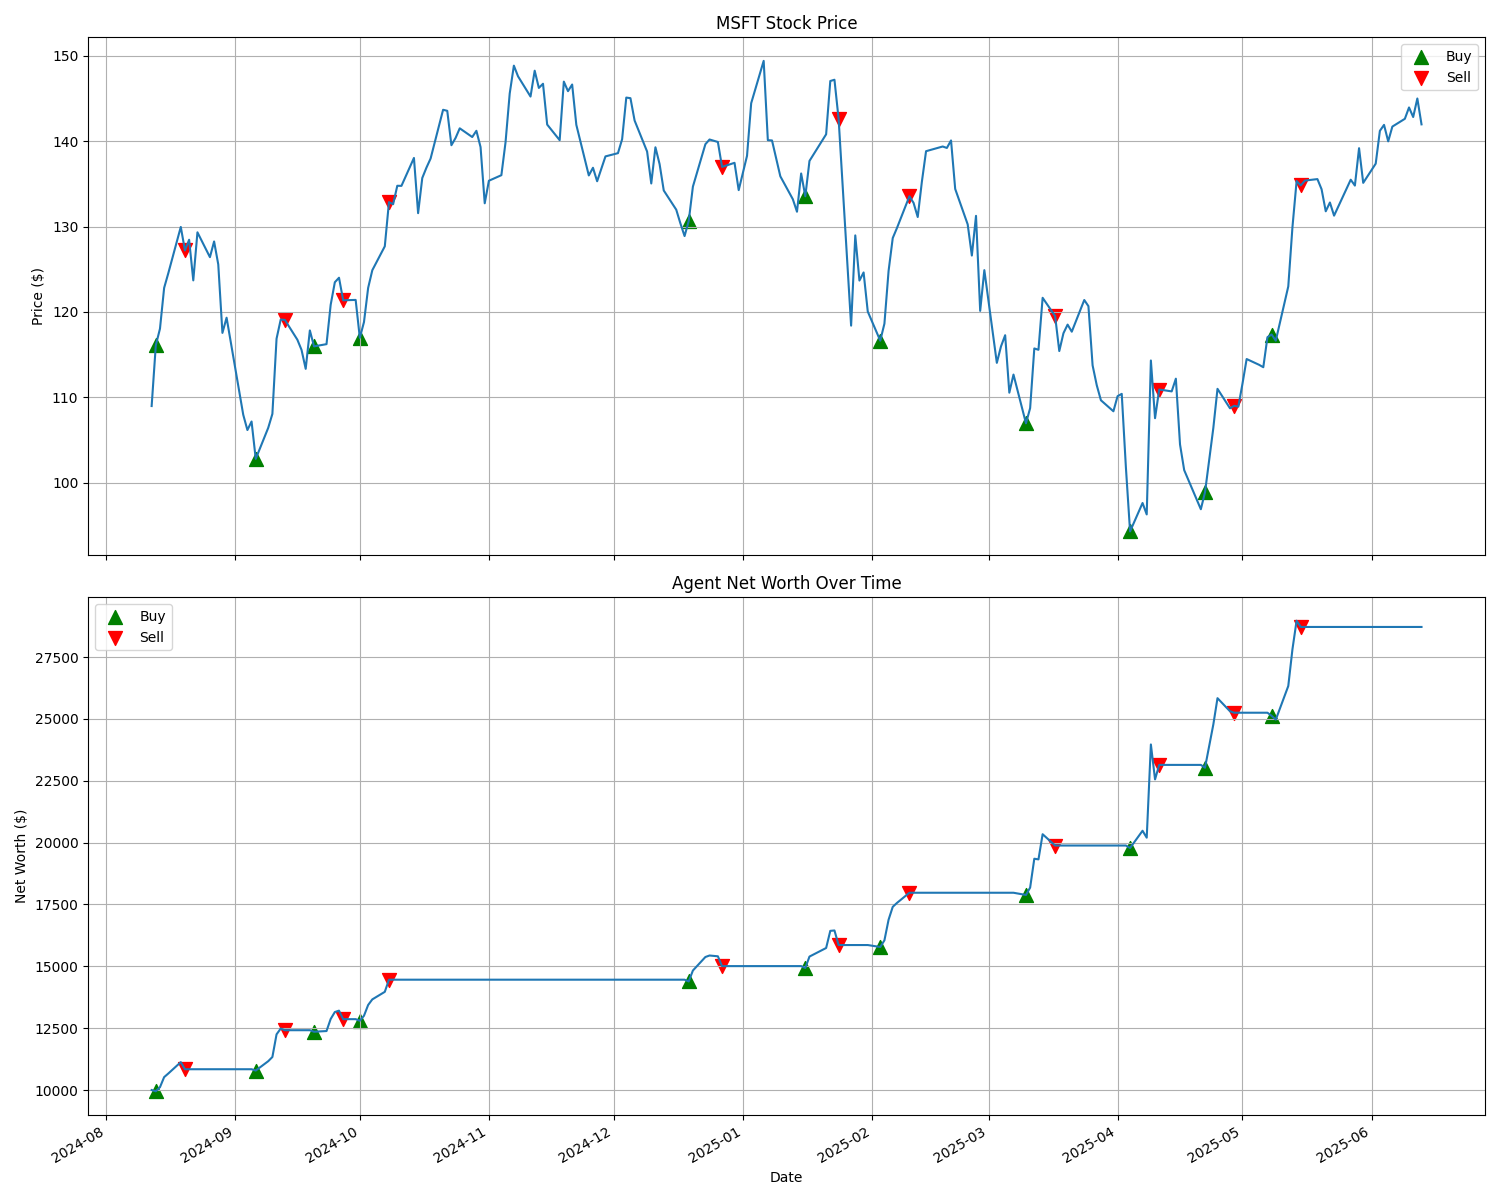 MSFT Stock Price
Buy
Sell
150
140
130
120
110
100
Price ($)
Agent Net Worth Over Time
Buy
Sell
27500
25000
22500
20000
17500
15000
12500
10000
Net Worth ($)
2024-08
2024-09
2024-10
2024-11
2024-12
2025-01
2025-02
2025-03
2025-04
2025-05
2025-06
Date